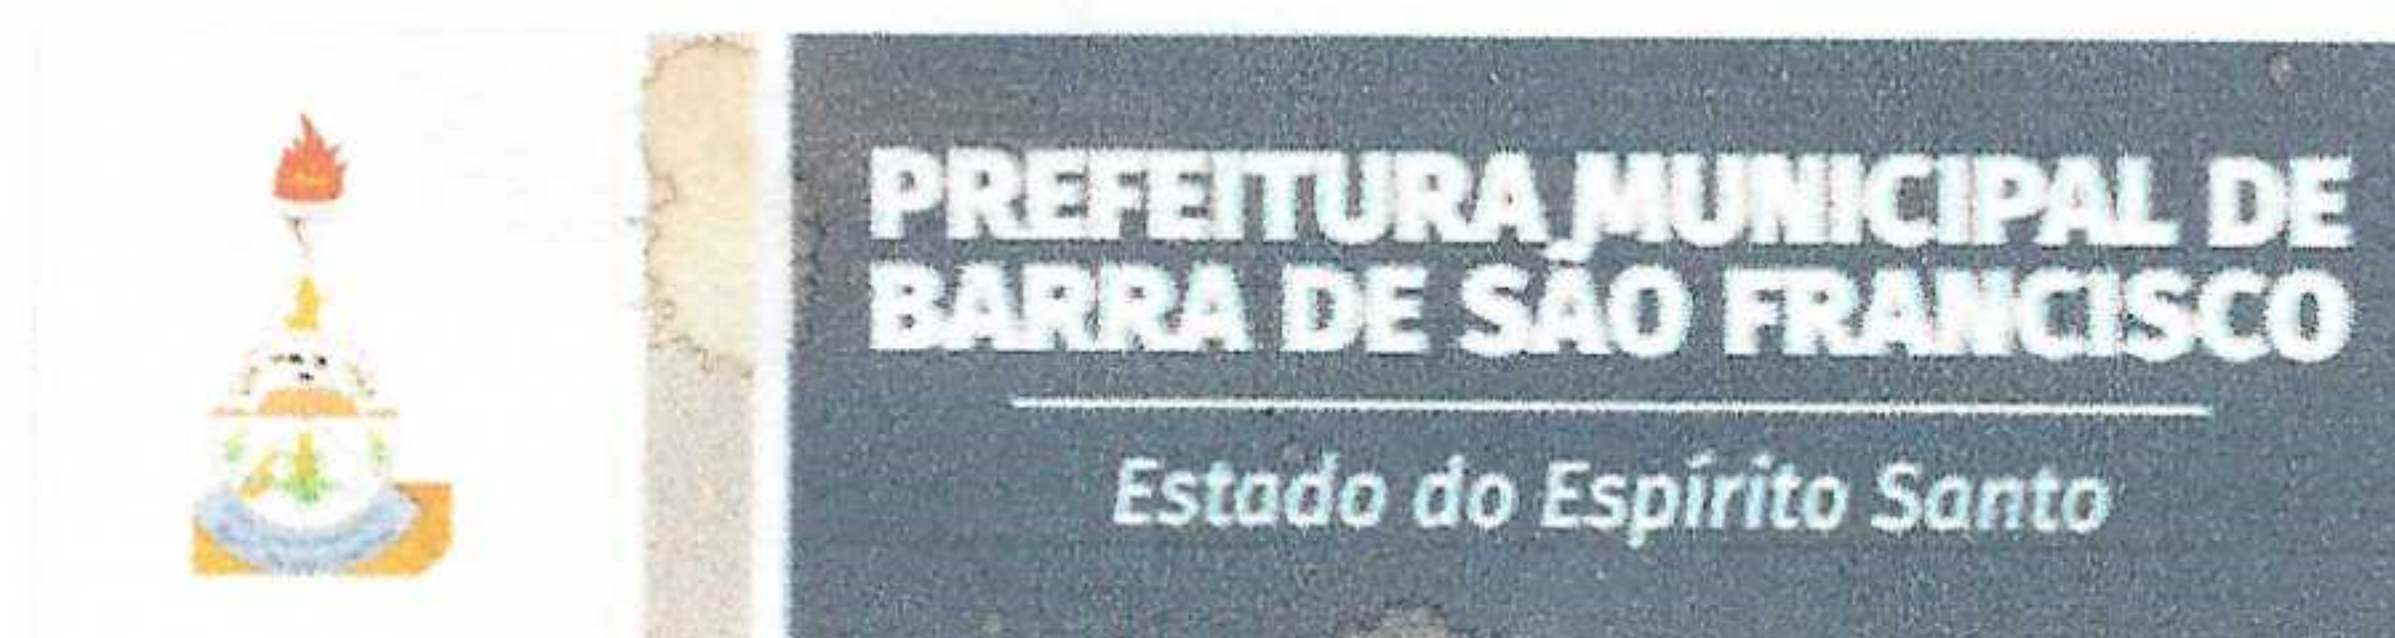 PREFEITURA MUNICIPAL DE
BARRA DE SÃO FRANCISCO
Estado do Espírito Santo